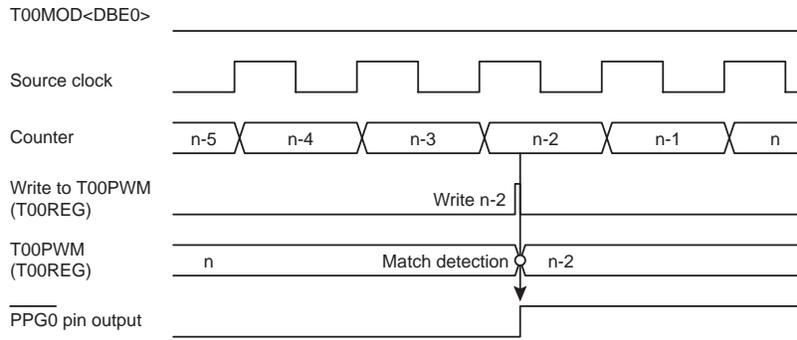 T00MOD<DBE0>
Source clock
Counter n-5 n-4 n-3 n-2 n-1 n
Write to T00PWM
(T00REG) Write n-2
T00PWM
(T00REG) n Match detection n-2
PPG0 pin output